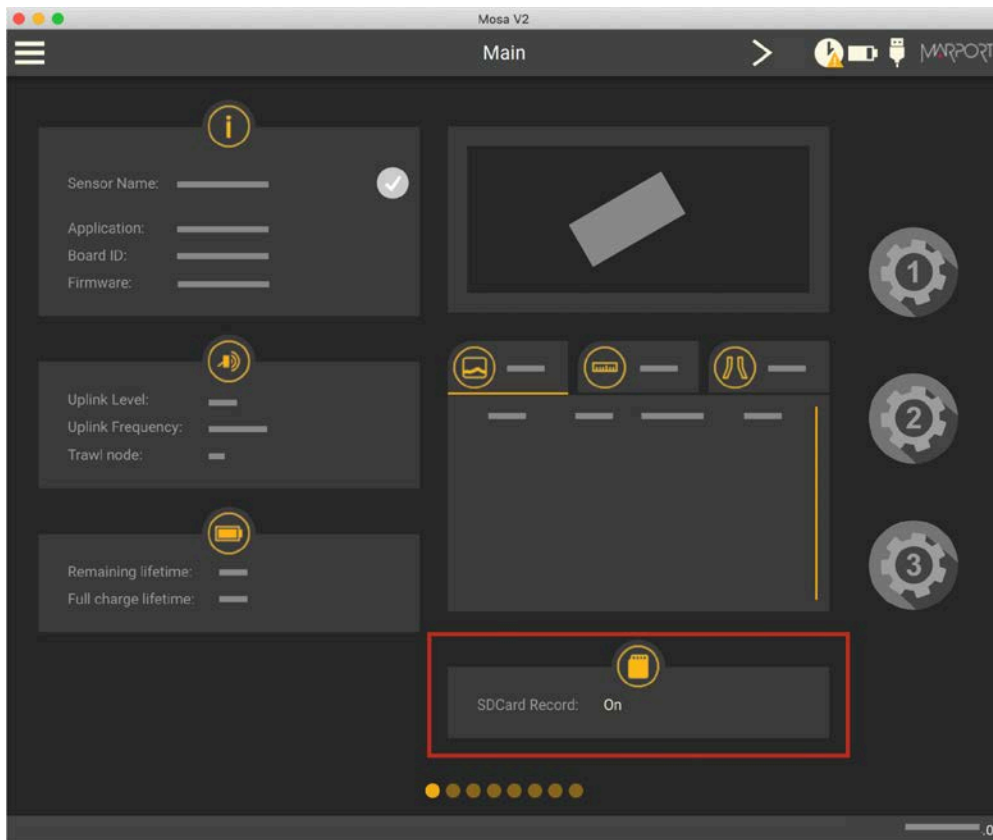 Mosa V2
Main
MARPORT
Sensor Name:
Application:
Board ID:
Firmware:
Uplink Level:
Uplink Frequency:
Trawl node:
Remaining lifetime:
Full charge lifetime:
1
2
3
SDCard Record: On